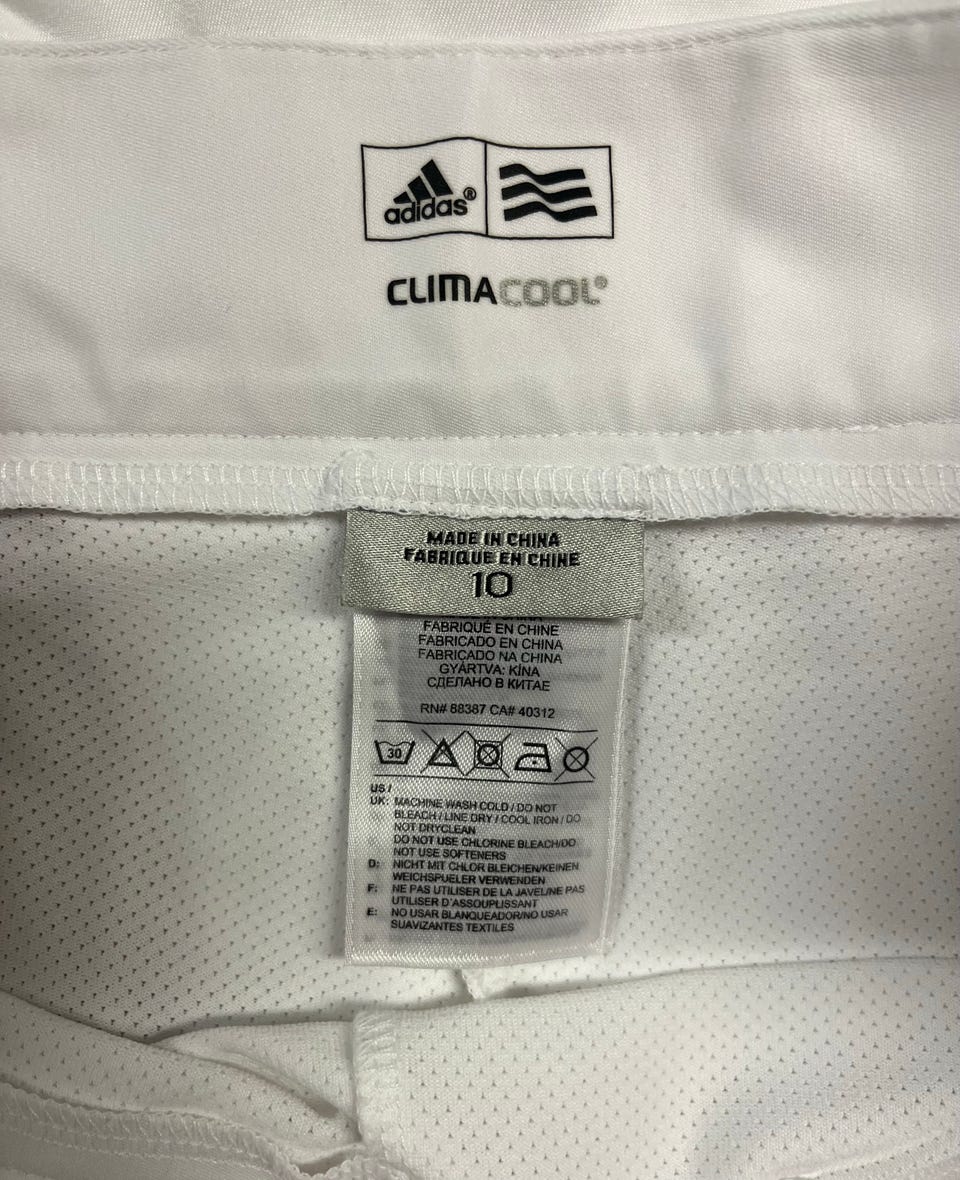 adidas®
CLIMACOOL®
MADE IN CHINA
FABRIQUE EN CHINE
10
FABRIQUÉ EN CHINE
FABRICADO EN CHINA
FABRICADO NA CHINA
GYÁRTVA: KÍNA
СДЕЛАНО В КИТАЕ
RN# 88387 CA# 40312
30
US /
UK: MACHINE WASH COLD / DO NOT
BLEACH / LINE DRY / COOL IRON / DO
NOT DRYCLEAN
DO NOT USE CHLORINE BLEACH/DO
NOT USE SOFTENERS
D: NICHT MIT CHLOR BLEICHEN/KEINEN
WEICHSPUELER VERWENDEN
F: NE PAS UTILISER DE LA JAVEL/NE PAS
UTILISER D'ASSOUPLISSANT
E: NO USAR BLANQUEADOR/NO USAR
SUAVIZANTES TEXTILES